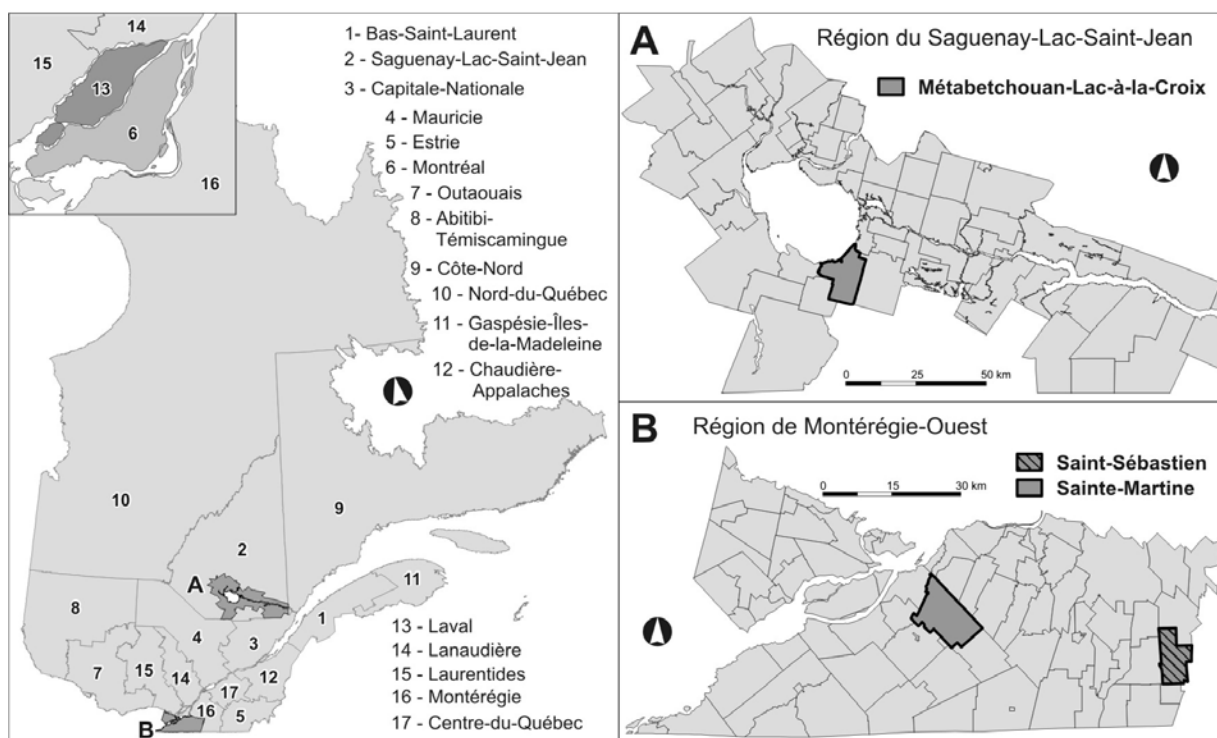 14
15
13
6
16
1- Bas-Saint-Laurent
2 - Saguenay-Lac-Saint-Jean
3 - Capitale-Nationale
4 - Mauricie
5 - Estrie
6 - Montréal
7 - Outaouais
8 - Abitibi-
Témiscamingue
9 - Côte-Nord
10 - Nord-du-Québec
11 - Gaspésie-Îles-
de-la-Madeleine
12 - Chaudière-
Appalaches
10
9
2
A
11
8
1
4
3
7
15
14
12
17
16
5
B
13 - Laval
14 - Lanaudière
15 - Laurentides
16 - Montérégie
17 - Centre-du-Québec
A
Région du Saguenay-Lac-Saint-Jean
Métabetchouan-Lac-à-la-Croix
0 25 50 km
B
Région de Montérégie-Ouest
Saint-Sébastien
Sainte-Martine
0 15 30 km